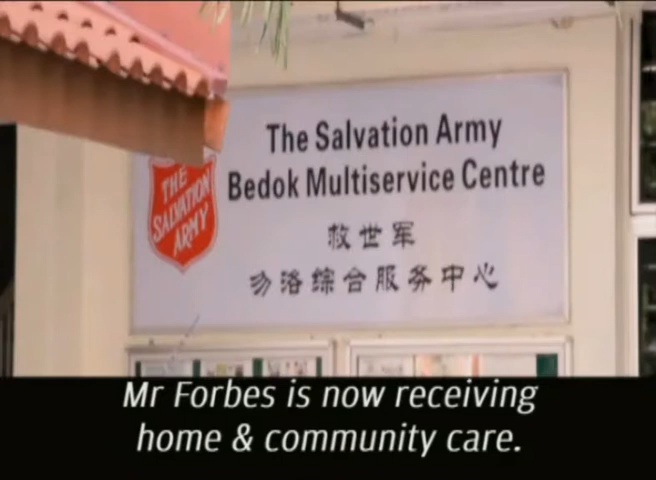 The Salvation Army
Bedok Multiservice Centre
THE
SALVATION
ARMY
救世军
勿洛综合服务中心
Mr Forbes is now receiving
home & community care.